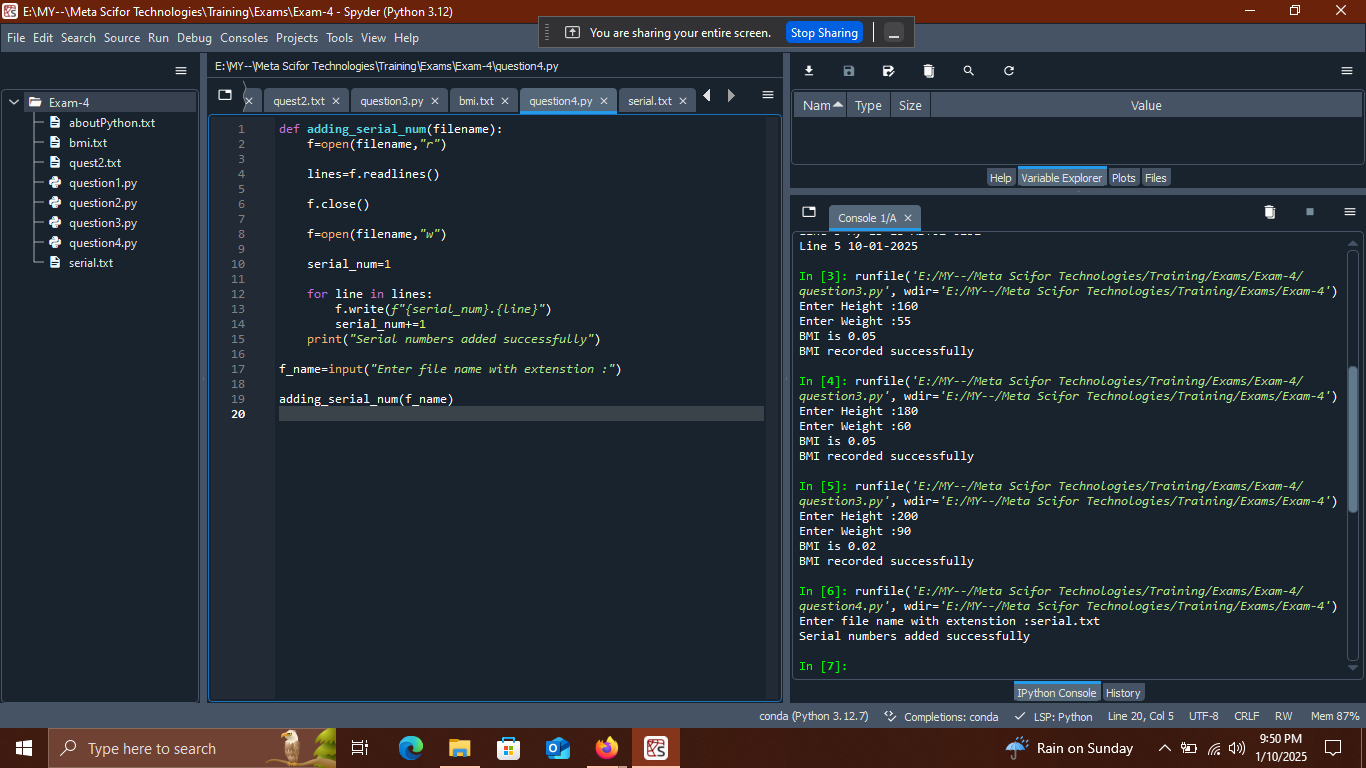 E:\MY--\Meta Scifor Technologies\Training\Exams\Exam-4 - Spyder (Python 3.12)
You are sharing your entire screen. Stop Sharing
File Edit Search Source Run Debug Consoles Projects Tools View Help
E:\MY--\Meta Scifor Technologies\Training\Exams\Exam-4\question4.py
quest2.txt question3.py bmi.txt question4.py serial.txt
Exam-4
aboutPython.txt
bmi.txt
quest2.txt
question1.py
question2.py
question3.py
question4.py
serial.txt
1 def adding_serial_num(filename):
2 f=open(filename,"r")
3
4 lines=f.readlines()
5
6 f.close()
7
8 f=open(filename,"w")
9
10 serial_num=1
11
12 for line in lines:
13 f.write(f"{serial_num}.{line}")
14 serial_num+=1
15 print("Serial numbers added successfully")
16
17 f_name=input("Enter file name with extenstion :")
18
19 adding_serial_num(f_name)
20
Nam Type Size Value
Help Variable Explorer Plots Files
Console 1/A
Line 5 10-01-2025
In [3]: runfile('E:/MY--/Meta Scifor Technologies/Training/Exams/Exam-4/
question3.py', wdir='E:/MY--/Meta Scifor Technologies/Training/Exams/Exam-4')
Enter Height :160
Enter Weight :55
BMI is 0.05
BMI recorded successfully
In [4]: runfile('E:/MY--/Meta Scifor Technologies/Training/Exams/Exam-4/
question3.py', wdir='E:/MY--/Meta Scifor Technologies/Training/Exams/Exam-4')
Enter Height :180
Enter Weight :60
BMI is 0.05
BMI recorded successfully
In [5]: runfile('E:/MY--/Meta Scifor Technologies/Training/Exams/Exam-4/
question3.py', wdir='E:/MY--/Meta Scifor Technologies/Training/Exams/Exam-4')
Enter Height :200
Enter Weight :90
BMI is 0.02
BMI recorded successfully
In [6]: runfile('E:/MY--/Meta Scifor Technologies/Training/Exams/Exam-4/
question4.py', wdir='E:/MY--/Meta Scifor Technologies/Training/Exams/Exam-4')
Enter file name with extenstion :serial.txt
Serial numbers added successfully
In [7]:
IPython Console History
conda (Python 3.12.7) Completions: conda LSP: Python Line 20, Col 5 UTF-8 CRLF RW Mem 87%
Type here to search
Rain on Sunday
9:50 PM
1/10/2025